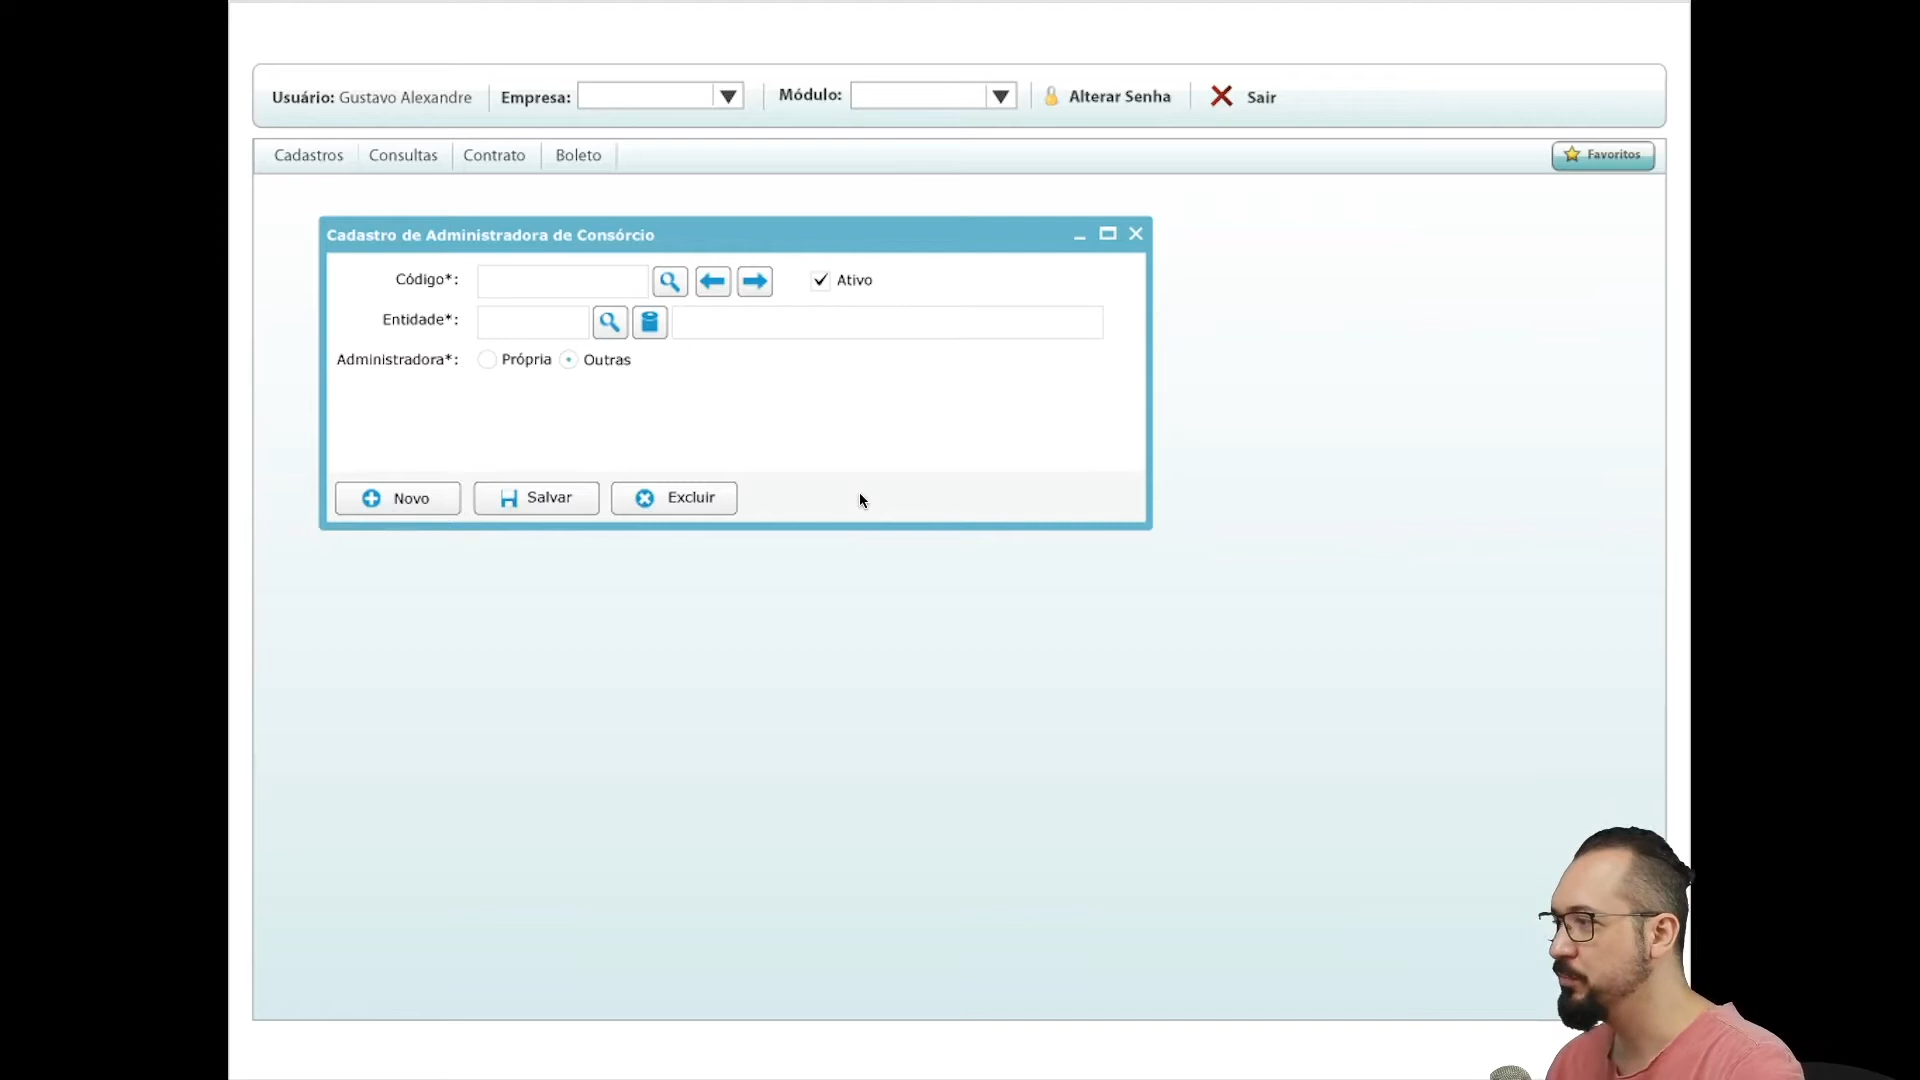 Usuário: Gustavo Alexandre Empresa: Módulo: Alterar Senha Sair
Cadastros Consultas Contrato Boleto Favoritos
Cadastro de Administradora de Consórcio
Código*: Ativo
Entidade*:
Administradora*: Própria Outras
Novo Salvar Excluir